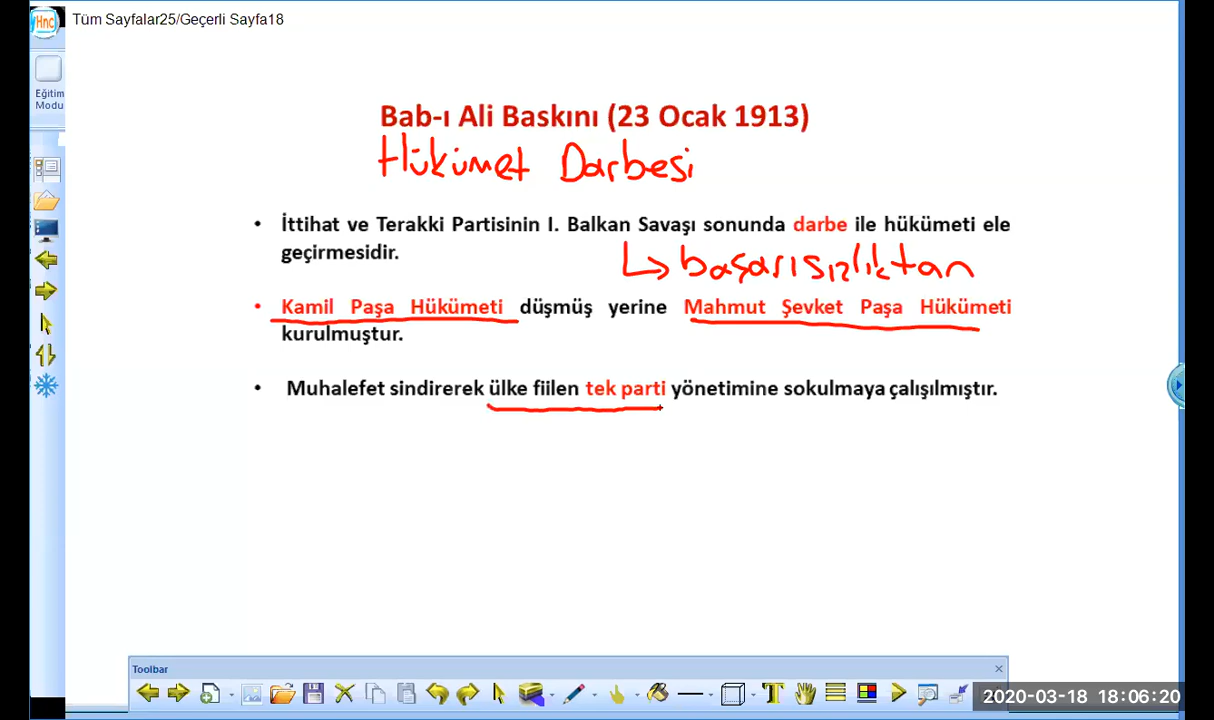 Tüm Sayfalar25/Geçerli Sayfa18
Hnc
Eğitim
Modu
Bab-ı Ali Baskını (23 Ocak 1913)
Hükümet Darbesi
• İttihat ve Terakki Partisinin I. Balkan Savaşı sonunda darbe ile hükümeti ele
geçirmesidir.
başarısızlıktan
• Kamil Paşa Hükümeti düşmüş yerine Mahmut Şevket Paşa Hükümeti
kurulmuştur.
• Muhalefet sindirerek ülke fiilen tek parti yönetimine sokulmaya çalışılmıştır.
Toolbar
2020-03-18 18:06:20